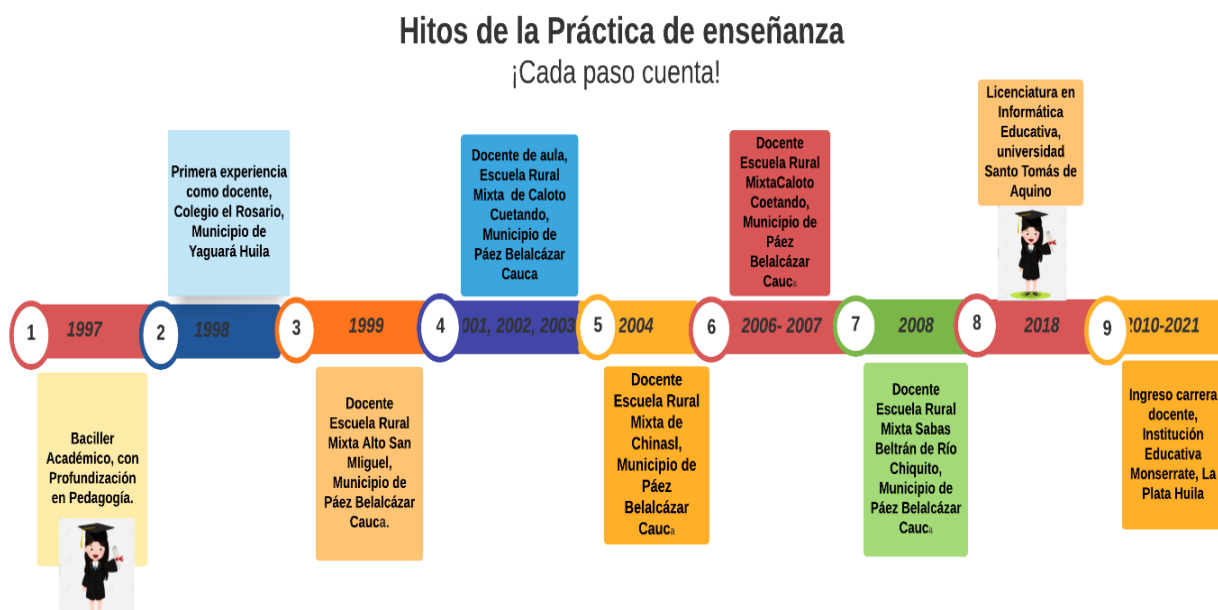 Hitos de la Práctica de enseñanza
¡Cada paso cuenta!
1
1997
Baciller
Académico, con
Profundización
en Pedagogía.
2
1998
Primera experiencia
como docente,
Colegio el Rosario,
Municipio de
Yaguará Huila
3
1999
Docente
Escuela Rural
Mixta Alto San
MIiguel,
Municipio de
Páez Belalcázar
Cauca.
4
001, 2002, 2003
Docente de aula,
Escuela Rural
Mixta de Caloto
Cuetando,
Municipio de
Páez Belalcázar
Cauca
5
2004
Docente
Escuela Rural
Mixta de
ChinasI,
Municipio de
Páez
Belalcázar
Cauca
6
2006- 2007
Docente
Escuela Rural
MixtaCaloto
Coetando,
Municipio de
Páez
Belalcázar
Cauca
7
2008
Docente
Escuela Rural
Mixta Sabas
Beltrán de Río
Chiquito,
Municipio de
Páez Belalcázar
Cauca
8
2018
Licenciatura en
Informática
Educativa,
universidad
Santo Tomás de
Aquino
9
2010-2021
Ingreso carrera
docente,
Institución
Educativa
Monserrate, La
Plata Huila